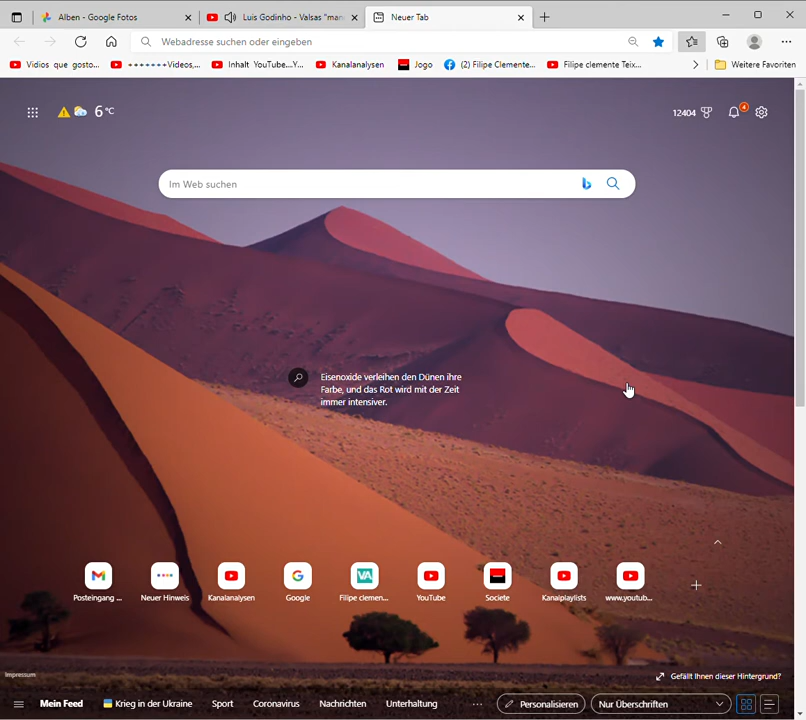 Alben - Google Fotos
Luis Godinho - Valsas "man
Neuer Tab
Webadresse suchen oder eingeben
Vidios que gosto...
Videos,...
Inhalt YouTube...Y...
Kanalanalysen
Jogo
(2) Filipe Clemente...
Filipe clemente Teix...
Weitere Favoriten
6 °C
12404
4
Im Web suchen
Eisenoxide verleihen den Dünen ihre
Farbe, und das Rot wird mit der Zeit
immer intensiver.
Posteingang ...
Neuer Hinweis
Kanalanalysen
Google
VA
Filipe clemen...
YouTube
Societe
Kanalplaylists
www.youtub...
Impressum
Gefällt Ihnen dieser Hintergrund?
Mein Feed
Krieg in der Ukraine
Sport
Coronavirus
Nachrichten
Unterhaltung
...
Personalisieren
Nur Überschriften